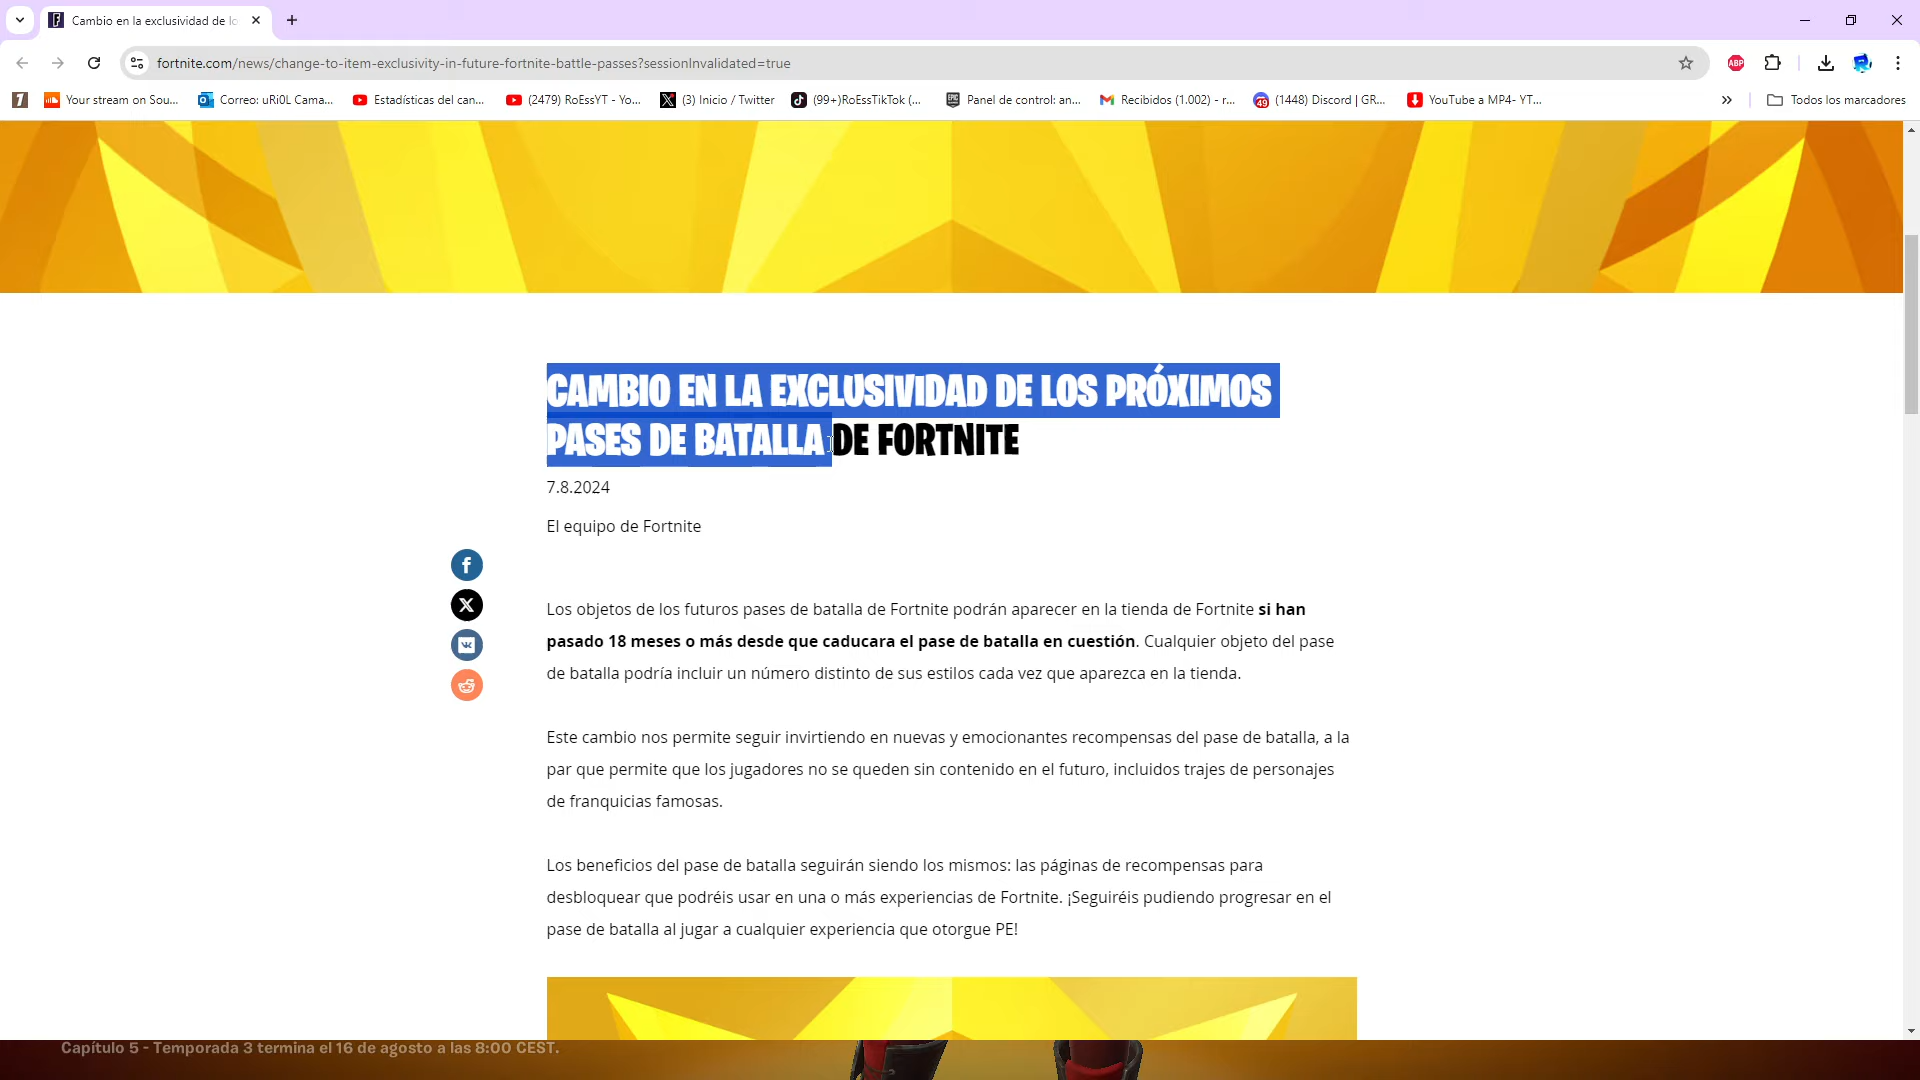 Cambio en la exclusividad de lo
fortnite.com/news/change-to-item-exclusivity-in-future-fortnite-battle-passes?sessionInvalidated=true
ABP
Your stream on Sou...
Correo: uRi0L Cama...
Estadísticas del can...
(2479) RoEssYT - Yo...
(3) Inicio / Twitter
(99+)RoEssTikTok (...
Panel de control: an...
Recibidos (1.002) - r...
(1448) Discord | GR...
YouTube a MP4- YT...
Todos los marcadores
CAMBIO EN LA EXCLUSIVIDAD DE LOS PRÓXIMOS
PASES DE BATALLA DE FORTNITE
7.8.2024
El equipo de Fortnite
Los objetos de los futuros pases de batalla de Fortnite podrán aparecer en la tienda de Fortnite si han
pasado 18 meses o más desde que caducara el pase de batalla en cuestión. Cualquier objeto del pase
de batalla podría incluir un número distinto de sus estilos cada vez que aparezca en la tienda.
Este cambio nos permite seguir invirtiendo en nuevas y emocionantes recompensas del pase de batalla, a la
par que permite que los jugadores no se queden sin contenido en el futuro, incluidos trajes de personajes
de franquicias famosas.
Los beneficios del pase de batalla seguirán siendo los mismos: las páginas de recompensas para
desbloquear que podréis usar en una o más experiencias de Fortnite. ¡Seguiréis pudiendo progresar en el
pase de batalla al jugar a cualquier experiencia que otorgue PE!
Capítulo 5 - Temporada 3 termina el 16 de agosto a las 8:00 CEST.